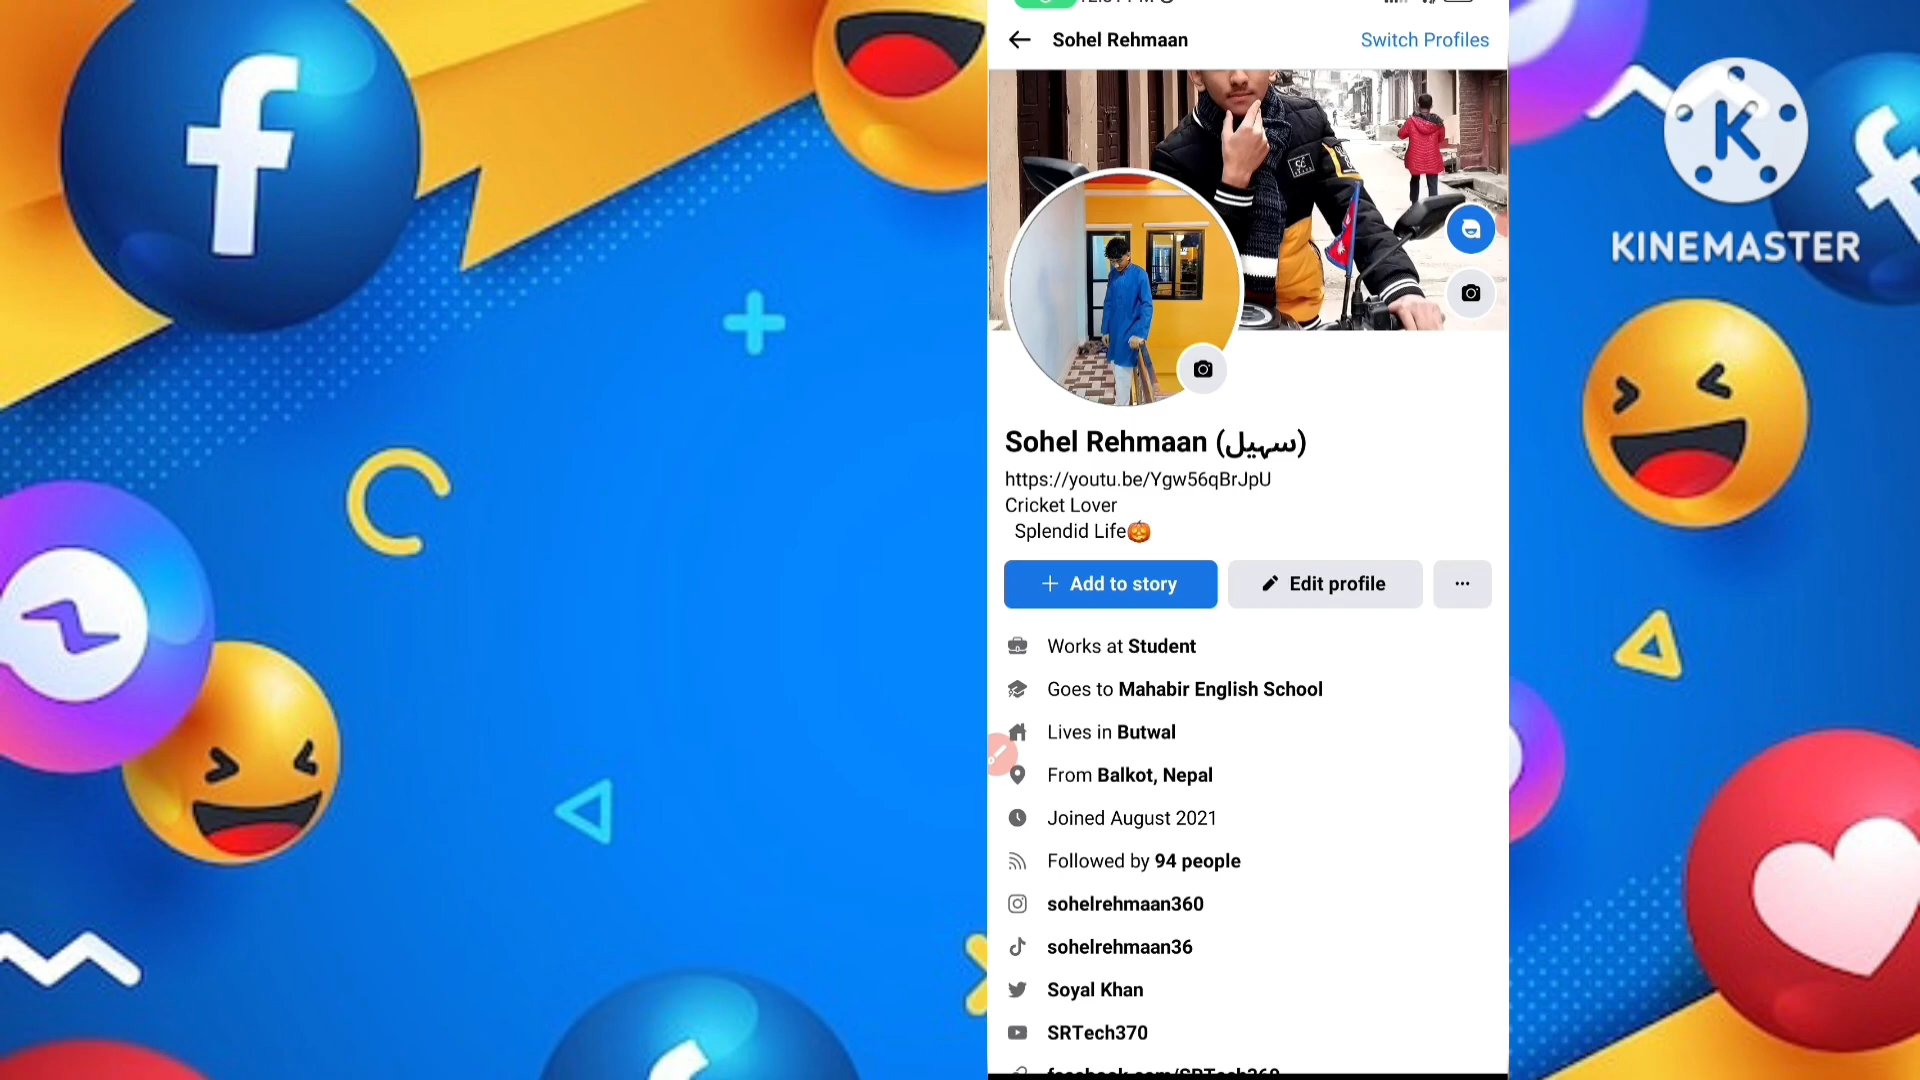 Sohel Rehmaan
Switch Profiles
KINEMASTER
Sohel Rehmaan (سہیل)
https://youtu.be/Ygw56qBrJpU
Cricket Lover
Splendid Life🎃
+ Add to story
Edit profile
Works at Student
Goes to Mahabir English School
Lives in Butwal
From Balkot, Nepal
Joined August 2021
Followed by 94 people
sohelrehmaan360
sohelrehmaan36
Soyal Khan
SRTech370